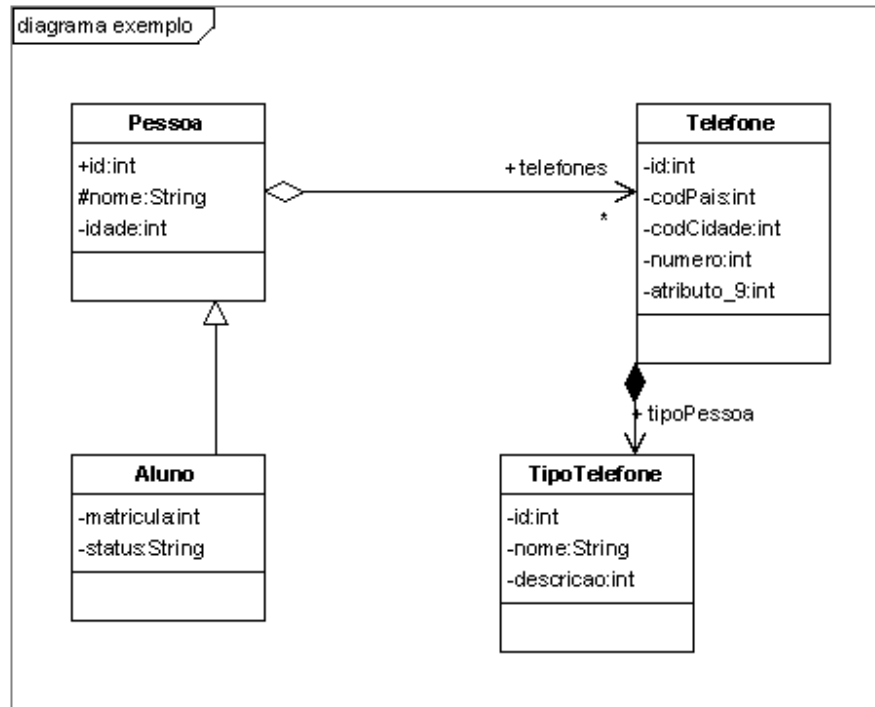 diagrama exemplo
Pessoa
+id:int
#nome:String
-idade:int
+telefones
*
Telefone
-id:int
-codPais:int
-codCidade:int
-numero:int
-atributo_9:int
+ tipoPessoa
Aluno
-matricula:int
-status:String
TipoTelefone
-id:int
-nome:String
-descricao:int